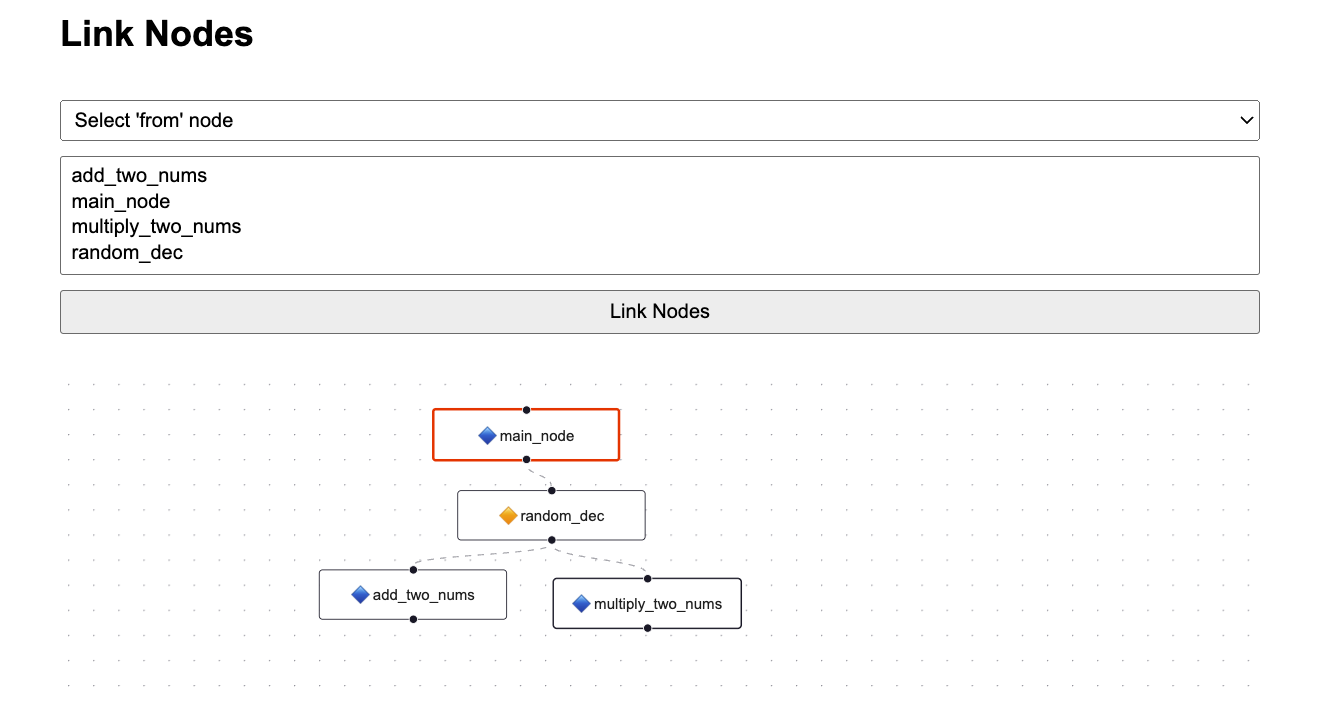 Link Nodes
Select 'from' node
add_two_nums
main_node
multiply_two_nums
random_dec
Link Nodes
main_node
random_dec
add_two_nums
multiply_two_nums